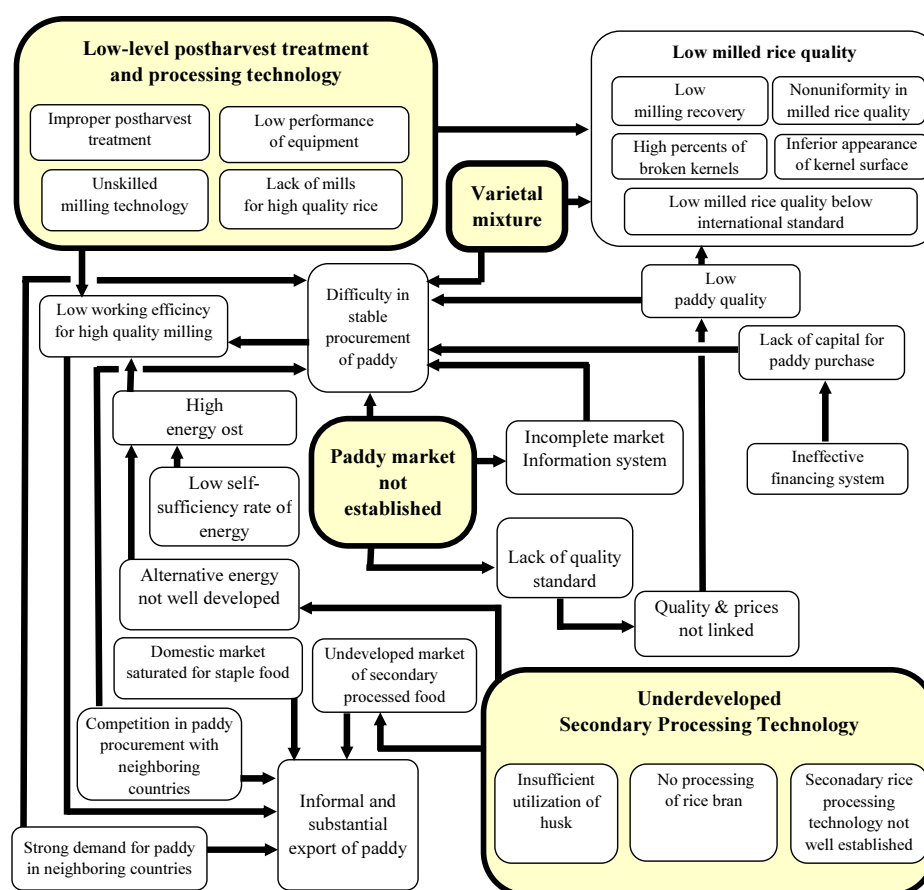 Low-level postharvest treatment
and processing technology
Improper postharvest
treatment
Low performance
of equipment
Unskilled
milling technology
Lack of mills
for high quality rice
Low milled rice quality
Low
milling recovery
Nonuniformity in
milled rice quality
High percents of
broken kernels
Inferior appearance
of kernel surface
Low milled rice quality below
international standard
Varietal
mixture
Low working efficincy
for high quality milling
Difficulty in
stable
procurement
of paddy
Low
paddy quality
Lack of capital for
paddy purchase
High
energy ost
Paddy market
not
established
Incomplete market
Information system
Ineffective
financing system
Low self-
sufficiency rate of
energy
Lack of quality
standard
Alternative energy
not well developed
Quality & prices
not linked
Domestic market
saturated for staple food
Undeveloped market
of secondary
processed food
Underdeveloped
Secondary Processing Technology
Competition in paddy
procurement with
neighboring
countries
Informal and
substantial
export of paddy
Insufficient
utilization of
husk
No processing
of rice bran
Seconadary rice
processing
technology not
well established
Strong demand for paddy
in neighboring countries